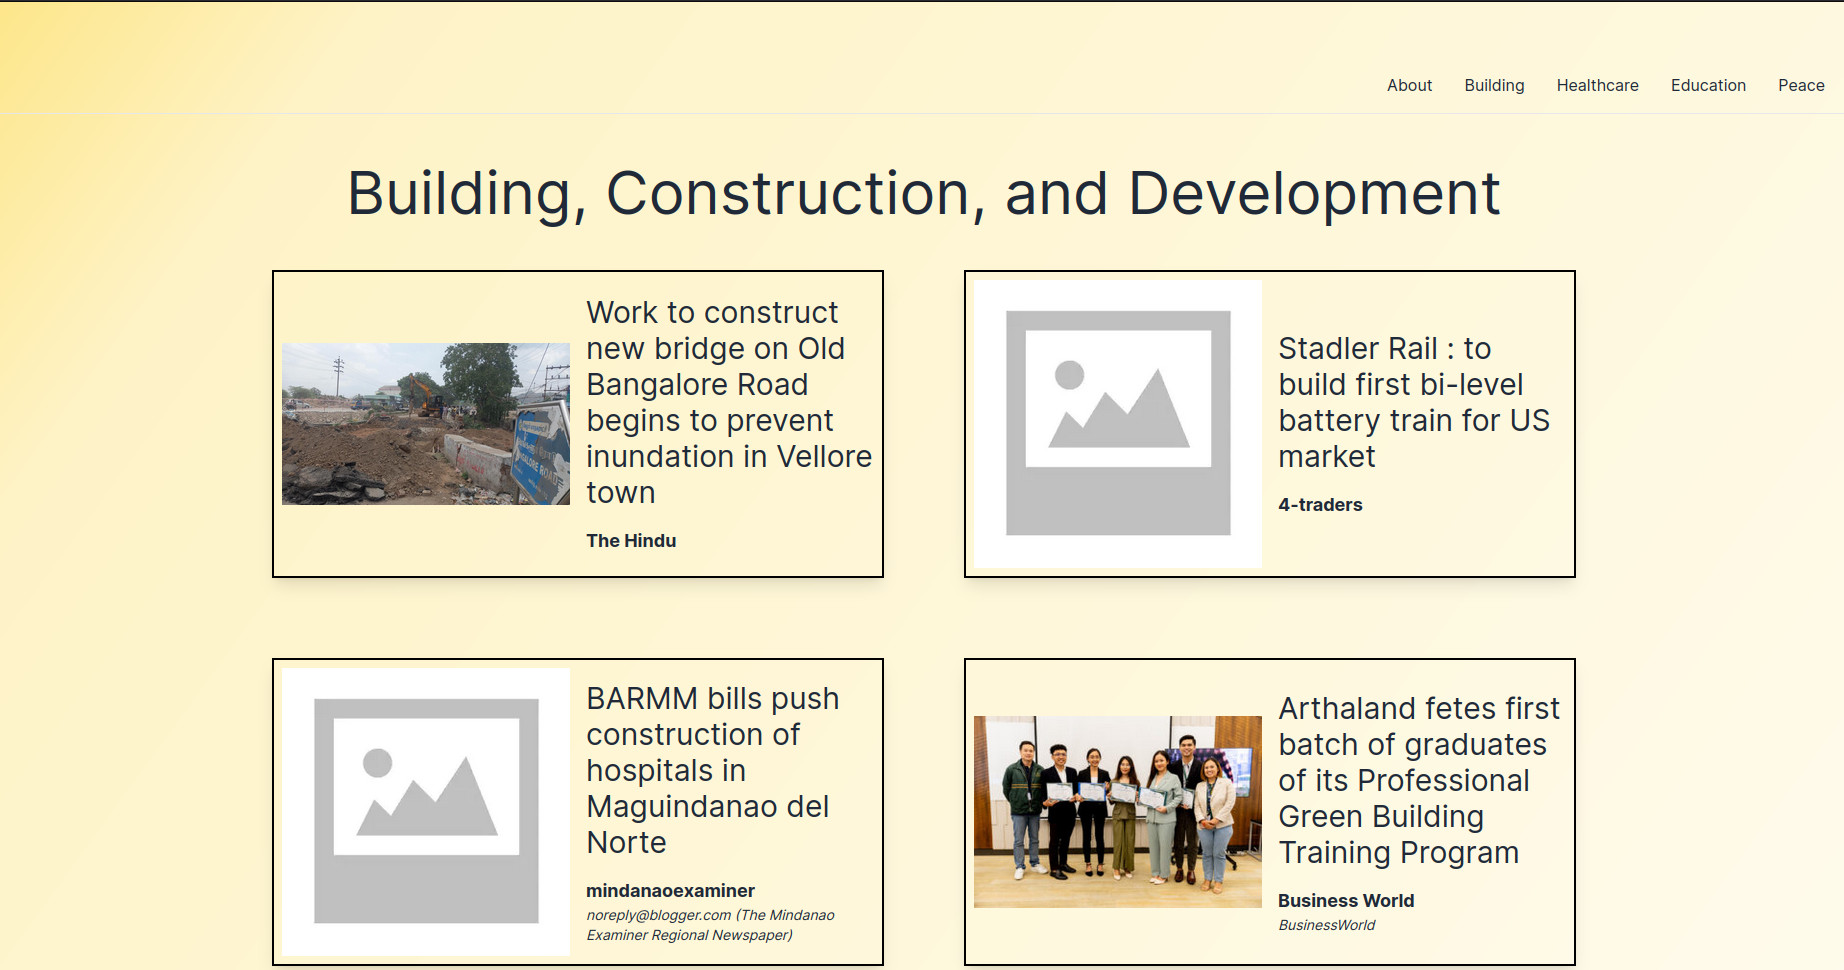 About Building Healthcare Education Peace
Building, Construction, and Development
Work to construct
new bridge on Old
Bangalore Road
begins to prevent
inundation in Vellore
town
The Hindu
Stadler Rail : to
build first bi-level
battery train for US
market
4-traders
BARMM bills push
construction of
hospitals in
Maguindanao del
Norte
mindanaoexaminer
noreply@blogger.com (The Mindanao
Examiner Regional Newspaper)
Arthaland fetes first
batch of graduates
of its Professional
Green Building
Training Program
Business World
BusinessWorld